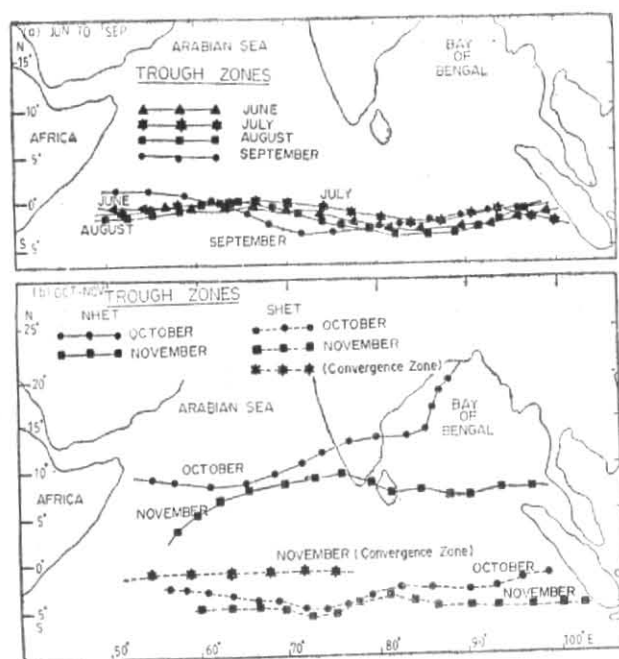 (a) JUN TO SEP
N
ARABIAN SEA
BAY
OF
BENGAL
15°
TROUGH ZONES
10°
JUNE
JULY
AUGUST
SEPTEMBER
AFRICA
5°
0°
JUNE
JULY
AUGUST
SEPTEMBER
S
5°
(b) OCT-NOV
TROUGH ZONES
N
NHET
SHET
25°
OCTOBER
OCTOBER
NOVEMBER
NOVEMBER
(Convergence Zone)
20°
ARABIAN SEA
BAY
OF
BENGAL
15°
10°
OCTOBER
AFRICA
NOVEMBER
5°
NOVEMBER (Convergence Zone)
0°
OCTOBER
NOVEMBER
5°
S
50°
60°
70°
80°
90°
100°E